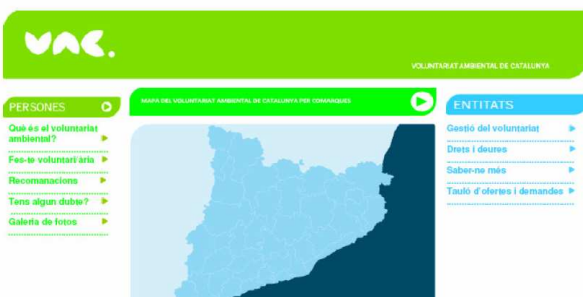 vac.
VOLUNTARIAT AMBIENTAL DE CATALUNYA
PERSONES
Què és el voluntariat
ambiental?
Fes-te voluntari/ària
Recomanacions
Tens algun dubte?
Galeria de fotos
MAPA DEL VOLUNTARIAT AMBIENTAL DE CATALUNYA PER COMARQUES
ENTITATS
Gestió del voluntariat
Drets i deures
Saber-ne més
Tauló d'ofertes i demandes